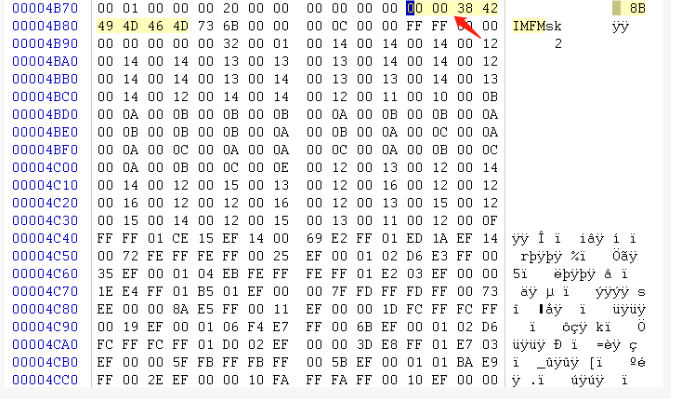 00004B70 00 01 00 00 00 20 00 00 00 00 00 00 00 00 38 42 8B
00004B80 49 4D 46 4D 73 6B 00 00 00 0C 00 00 FF FF 00 00 IMFMsk ÿÿ
00004B90 00 00 00 00 00 32 00 01 00 14 00 14 00 14 00 12 2
00004BA0 00 14 00 14 00 13 00 13 00 13 00 14 00 14 00 12
00004BB0 00 14 00 14 00 13 00 14 00 13 00 13 00 14 00 13
00004BC0 00 14 00 12 00 14 00 14 00 12 00 11 00 10 00 0B
00004BD0 00 0A 00 0B 00 0B 00 0B 00 0A 00 0B 00 0B 00 0A
00004BE0 00 0B 00 0B 00 0B 00 0A 00 0B 00 0A 00 0C 00 0A
00004BF0 00 0A 00 0C 00 0A 00 0C 00 0A 00 0C 00 0B 00 0C
00004C00 00 0A 00 0B 00 0C 00 0E 00 12 00 13 00 12 00 14
00004C10 00 14 00 12 00 15 00 13 00 12 00 16 00 12 00 12
00004C20 00 16 00 12 00 12 00 16 00 12 00 13 00 15 00 12
00004C30 00 15 00 14 00 12 00 15 00 13 00 11 00 12 00 0F
00004C40 FF FF 01 CE 15 EF 14 00 69 E2 FF 01 ED 1A EF 14 ÿÿ Î ï iâÿ í ï
00004C50 00 72 FE FF FE FF 00 25 EF 00 01 02 D6 E3 FF 00 rþÿþÿ %ï Öãÿ
00004C60 35 EF 00 01 04 EB FE FF FE FF 01 E2 03 EF 00 00 5ï ëþÿþÿ â ï
00004C70 1E E4 FF 01 B5 01 EF 00 00 7F FD FF FD FF 00 73 äÿ µ ï ýÿýÿ s
00004C80 EE 00 00 8A E5 FF 00 11 EF 00 00 1D FC FF FC FF î åÿ ï üÿüÿ
00004C90 00 19 EF 00 01 06 F4 E7 FF 00 6B EF 00 01 02 D6 ï ôçÿ kï Ö
00004CA0 FC FF FC FF 01 D0 02 EF 00 00 3D E8 FF 01 E7 03 üÿüÿ Ð ï =èÿ ç
00004CB0 EF 00 00 5F FB FF FB FF 00 5B EF 00 01 01 BA E9 ï _ûÿûÿ [ï ºé
00004CC0 FF 00 2E EF 00 00 10 FA FF FA FF 00 10 EF 00 00 ÿ .ï úÿúÿ ï